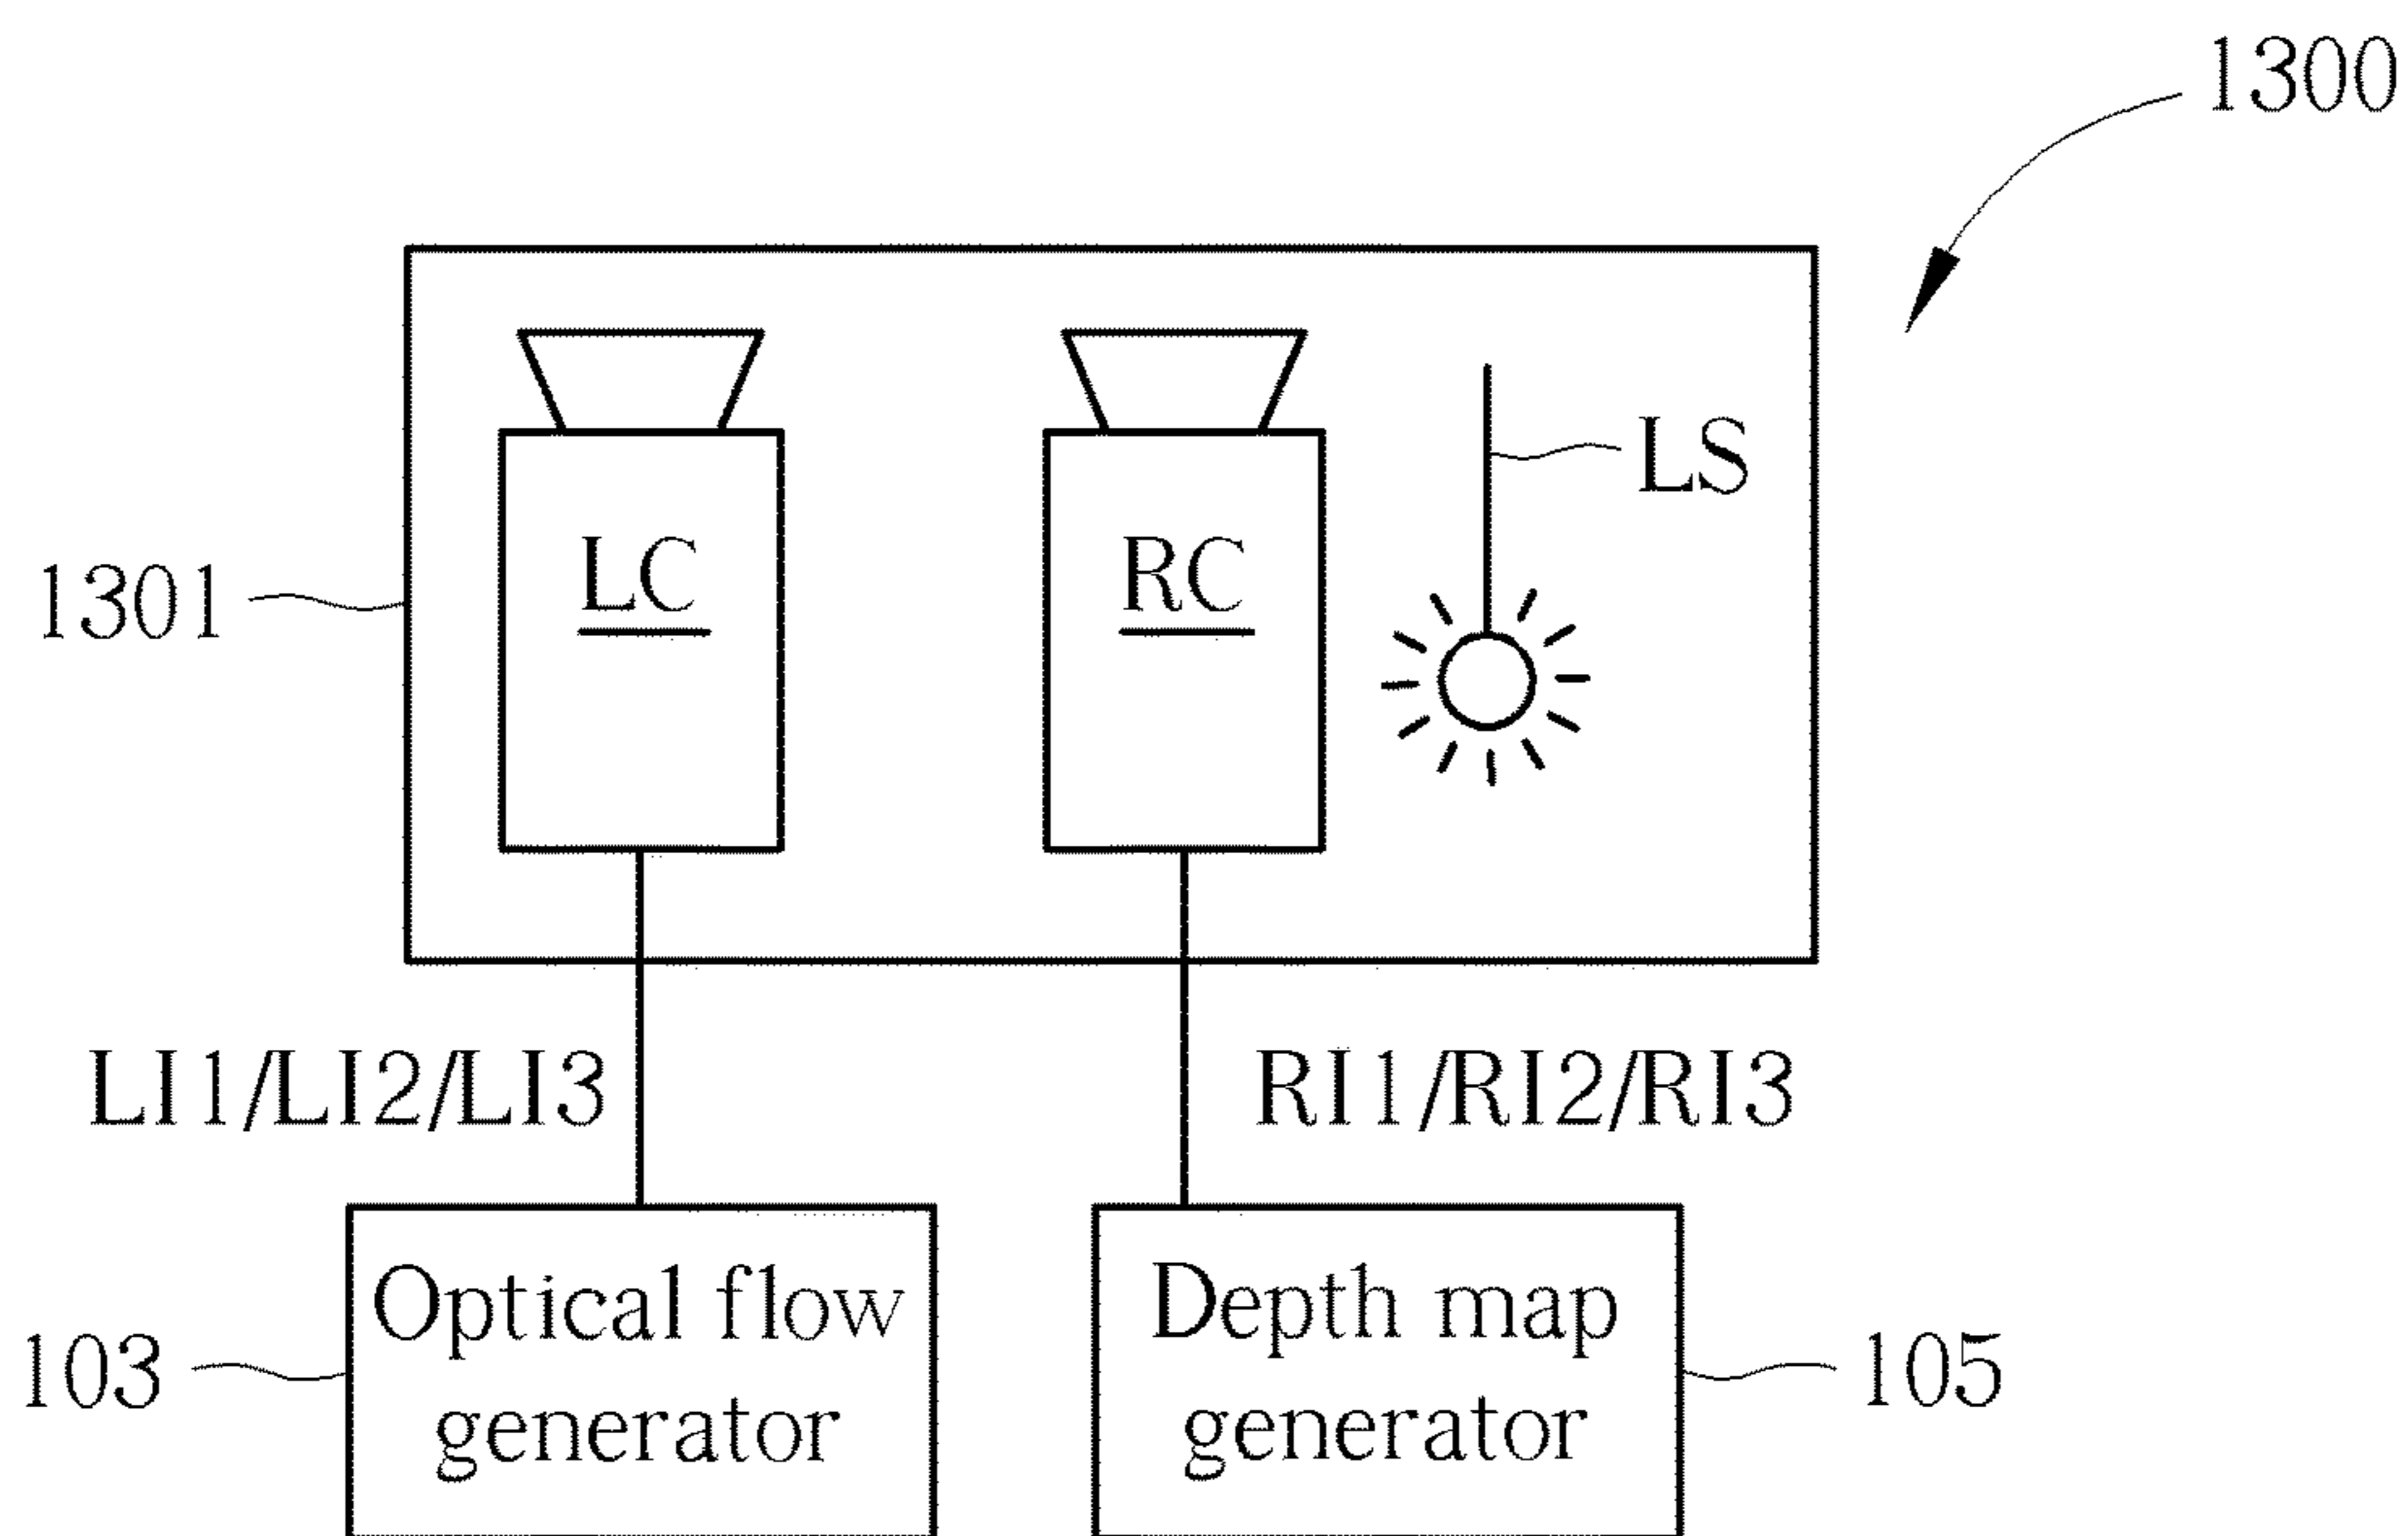 1300
LS
LC
RC
1301
LI1/LI2/LI3
RI1/RI2/RI3
Optical flow
generator
103
Depth map
generator
105